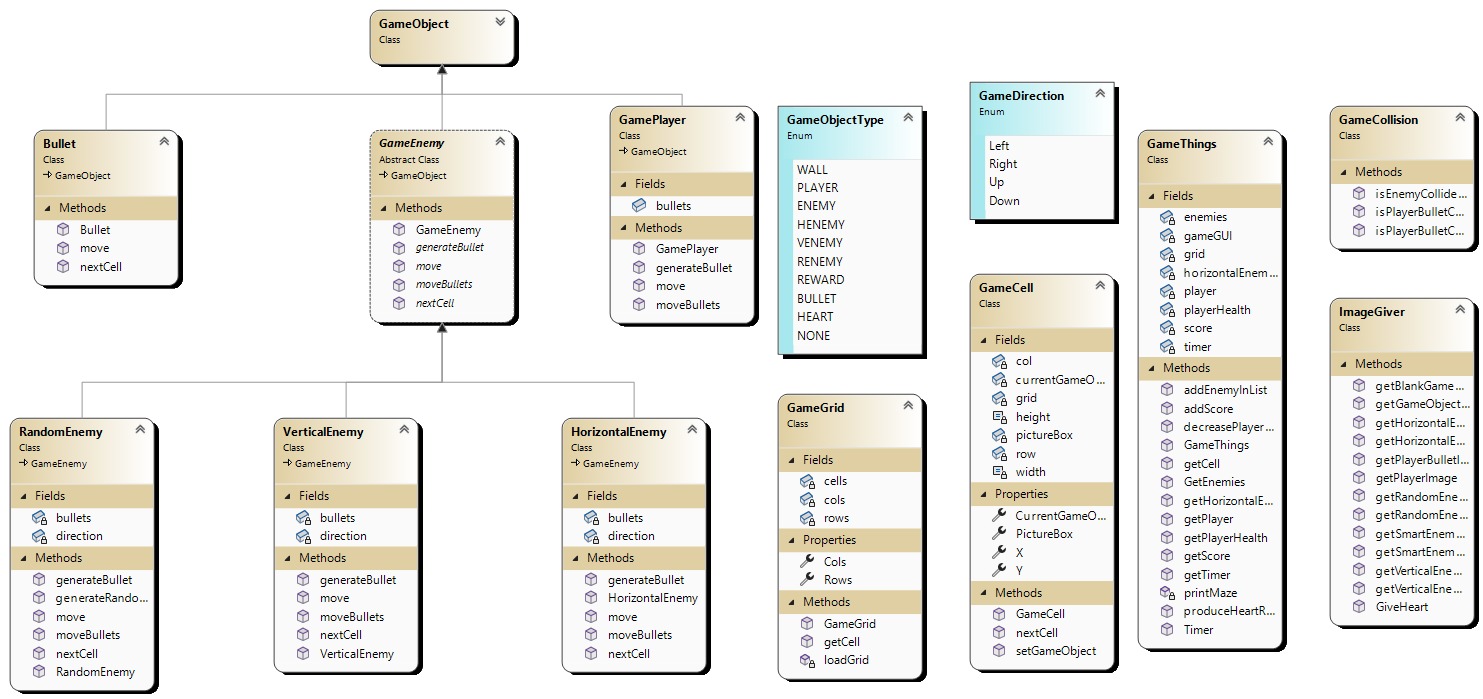 GameObject
Class
Bullet
Class
GameObject
Methods
Bullet
move
nextCell
GameEnemy
Abstract Class
GameObject
Methods
GameEnemy
generateBullet
move
moveBullets
nextCell
GamePlayer
Class
GameObject
Fields
bullets
Methods
GamePlayer
generateBullet
move
moveBullets
GameObjectType
Enum
WALL
PLAYER
ENEMY
HENEMY
VENEMY
RENEMY
REWARD
BULLET
HEART
NONE
GameDirection
Enum
Left
Right
Up
Down
GameThings
Class
Fields
enemies
gameGUI
grid
horizontalEnem...
player
playerHealth
score
timer
Methods
addEnemyInList
addScore
decreasePlayer...
GameThings
getCell
GetEnemies
getHorizontalE...
getPlayer
getPlayerHealth
getScore
getTimer
printMaze
produceHeartR...
Timer
GameCollision
Class
Methods
isEnemyCollide...
isPlayerBulletC...
isPlayerBulletC...
RandomEnemy
Class
GameEnemy
Fields
bullets
direction
Methods
generateBullet
generateRando...
move
moveBullets
nextCell
RandomEnemy
VerticalEnemy
Class
GameEnemy
Fields
bullets
direction
Methods
generateBullet
move
moveBullets
nextCell
VerticalEnemy
HorizontalEnemy
Class
GameEnemy
Fields
bullets
direction
Methods
generateBullet
HorizontalEnemy
move
moveBullets
nextCell
GameGrid
Class
Fields
cells
cols
rows
Properties
Cols
Rows
Methods
GameGrid
getCell
loadGrid
GameCell
Class
Fields
col
currentGameO...
grid
height
pictureBox
row
width
Properties
CurrentGameO...
PictureBox
X
Y
Methods
GameCell
nextCell
setGameObject
ImageGiver
Class
Methods
getBlankGame...
getGameObject...
getHorizontalE...
getHorizontalE...
getPlayerBulletI...
getPlayerImage
getRandomEne...
getRandomEne...
getSmartEnem...
getSmartEnem...
getVerticalEne...
getVerticalEne...
GiveHeart